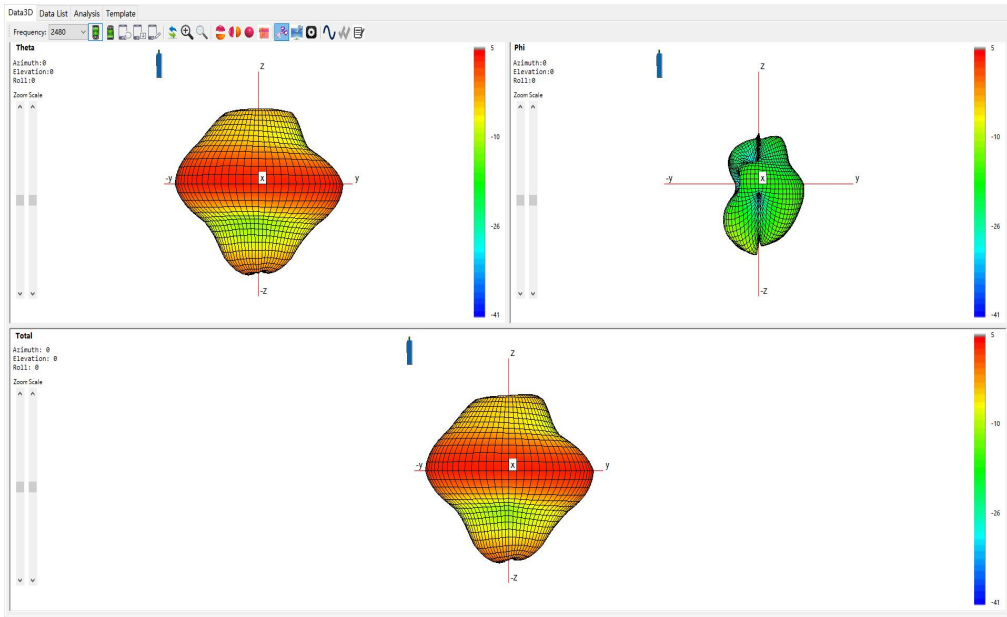 Data3D Data List Analysis Template
Frequency: 2480
Theta
Azimuth:0
Elevation:0
Roll:0
Zoom Scale
Z
-y
X
y
-Z
5
-10
-26
-41
Phi
Azimuth:0
Elevation:0
Roll:0
Zoom Scale
Z
-y
X
y
-Z
5
-10
-26
-41
Total
Azimuth: 0
Elevation: 0
Roll: 0
Zoom Scale
Z
-y
X
y
-Z
5
-10
-26
-41